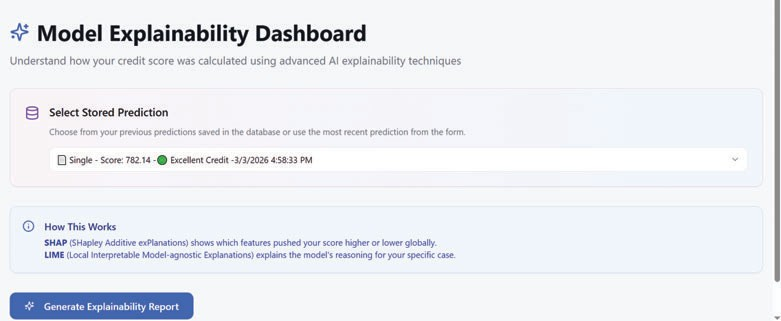 Model Explainability Dashboard
Understand how your credit score was calculated using advanced AI explainability techniques
Select Stored Prediction
Choose from your previous predictions saved in the database or use the most recent prediction from the form.
Single - Score: 782.14 - Excellent Credit -3/3/2026 4:58:33 PM
How This Works
SHAP (SHapley Additive exPlanations) shows which features pushed your score higher or lower globally.
LIME (Local Interpretable Model-agnostic Explanations) explains the model's reasoning for your specific case.
Generate Explainability Report